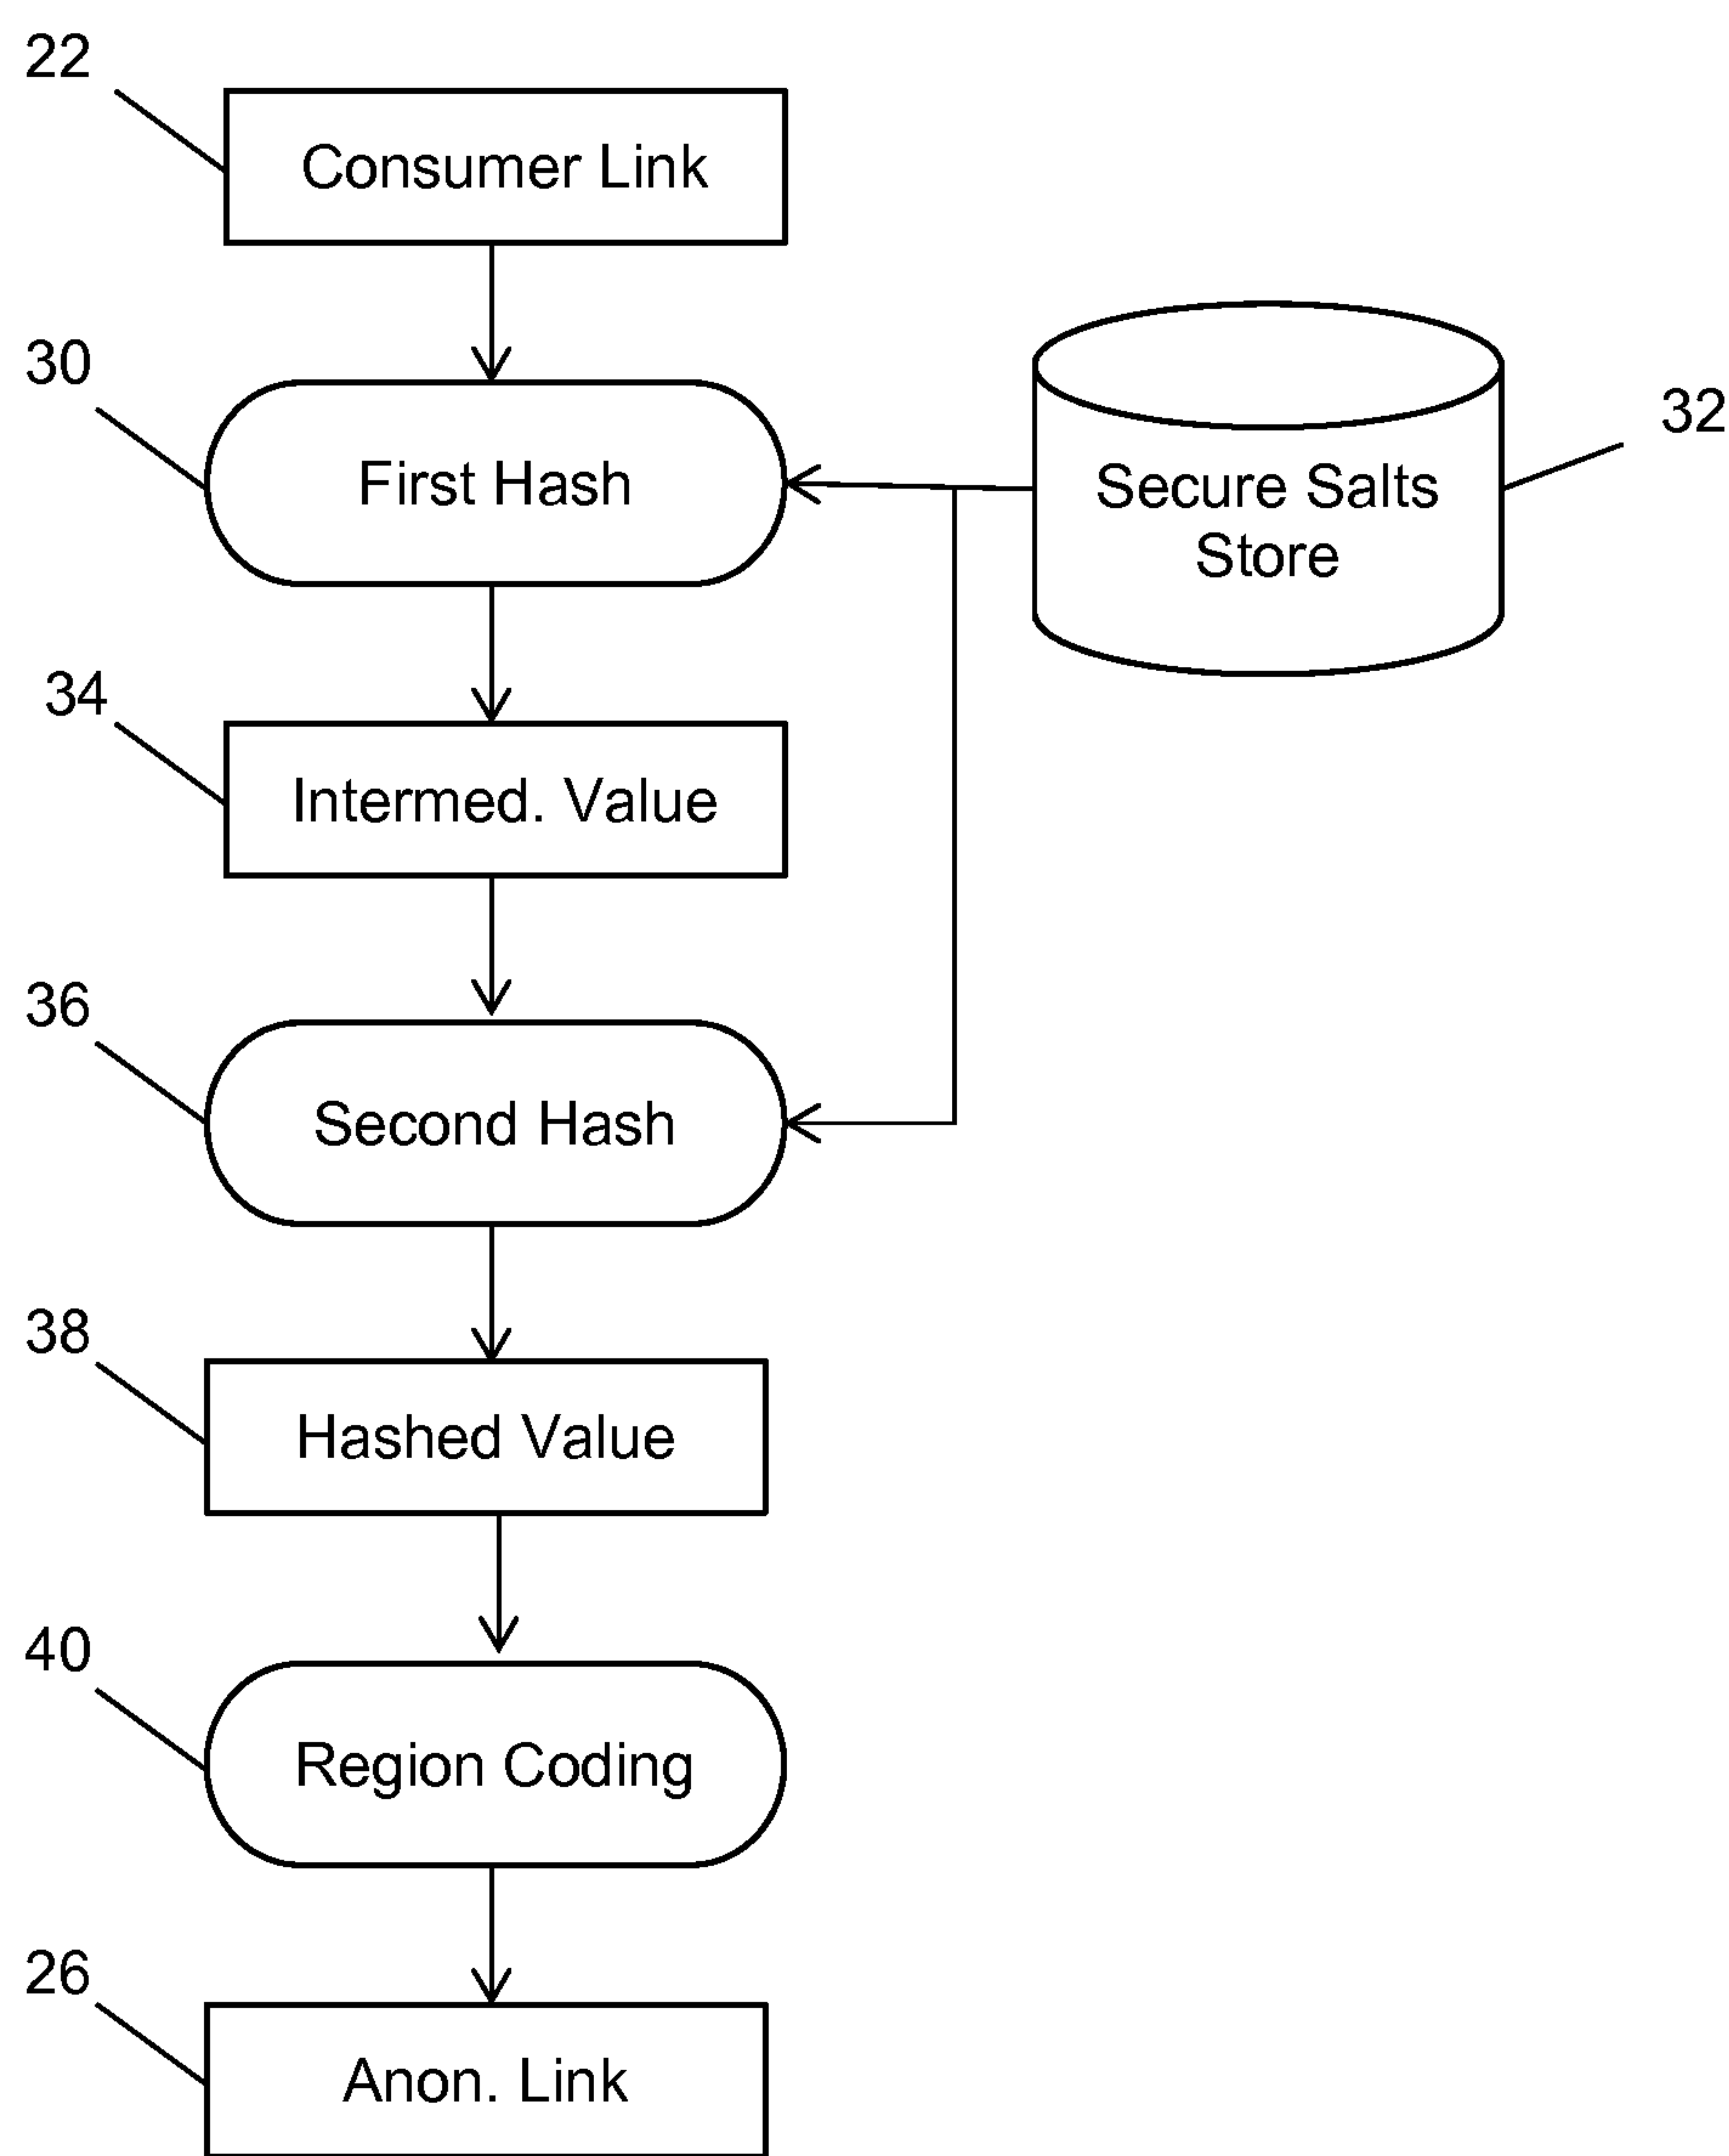 22
Consumer Link
30
First Hash
32
Secure Salts
Store
34
Intermed. Value
36
Second Hash
38
Hashed Value
40
Region Coding
26
Anon. Link